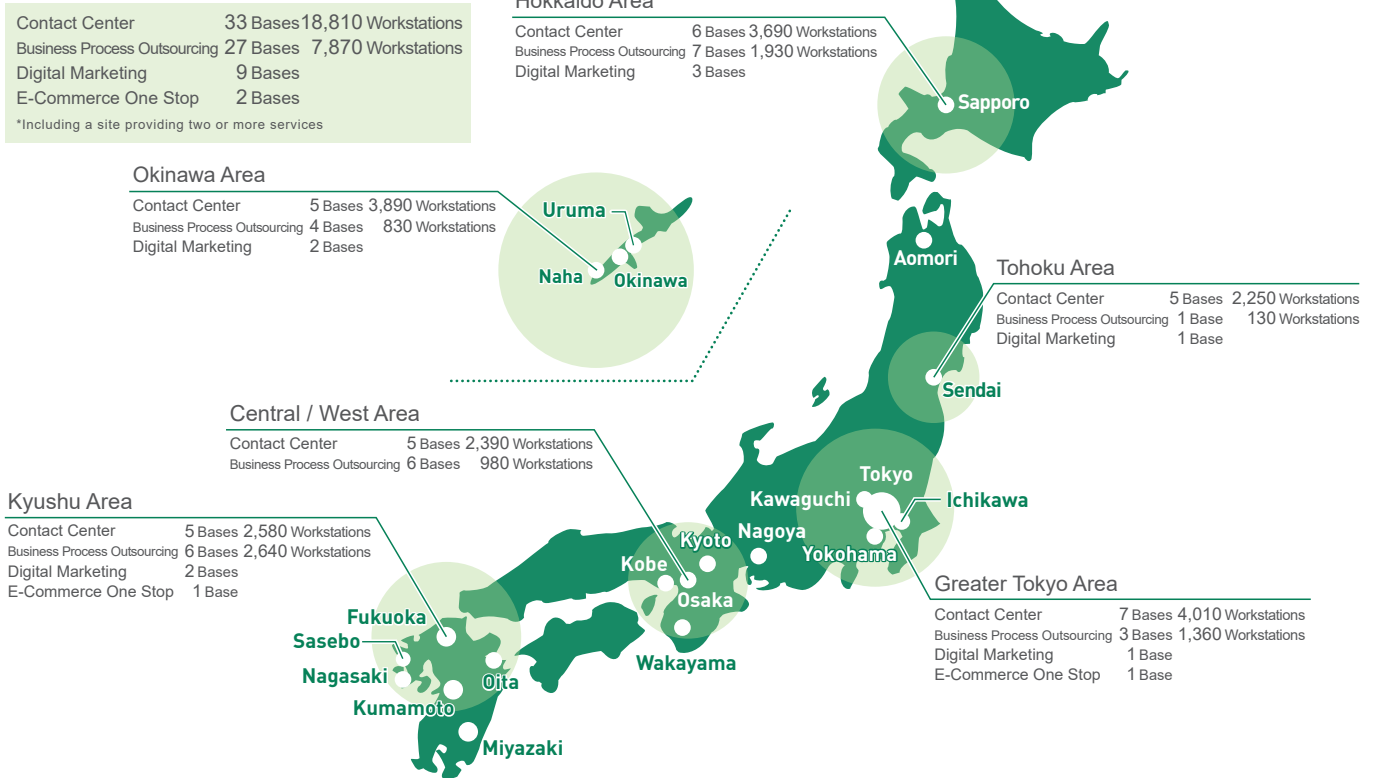 Contact Center 33 Bases 18,810 Workstations
Business Process Outsourcing 27 Bases 7,870 Workstations
Digital Marketing 9 Bases
E-Commerce One Stop 2 Bases
*Including a site providing two or more services
Hokkaido Area
Contact Center 6 Bases 3,690 Workstations
Business Process Outsourcing 7 Bases 1,930 Workstations
Digital Marketing 3 Bases
Sapporo
Okinawa Area
Contact Center 5 Bases 3,890 Workstations
Business Process Outsourcing 4 Bases 830 Workstations
Digital Marketing 2 Bases
Uruma
Naha
Okinawa
Aomori
Tohoku Area
Contact Center 5 Bases 2,250 Workstations
Business Process Outsourcing 1 Base 130 Workstations
Digital Marketing 1 Base
Sendai
Central / West Area
Contact Center 5 Bases 2,390 Workstations
Business Process Outsourcing 6 Bases 980 Workstations
Kyushu Area
Contact Center 5 Bases 2,580 Workstations
Business Process Outsourcing 6 Bases 2,640 Workstations
Digital Marketing 2 Bases
E-Commerce One Stop 1 Base
Tokyo
Kawaguchi
Ichikawa
Yokohama
Nagoya
Kyoto
Kobe
Osaka
Wakayama
Greater Tokyo Area
Contact Center 7 Bases 4,010 Workstations
Business Process Outsourcing 3 Bases 1,360 Workstations
Digital Marketing 1 Base
E-Commerce One Stop 1 Base
Fukuoka
Sasebo
Nagasaki
Oita
Kumamoto
Miyazaki